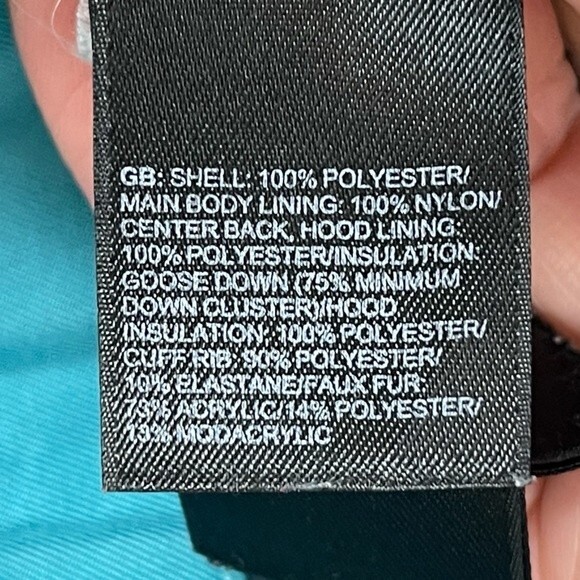 GB: SHELL: 100% POLYESTER/
MAIN BODY LINING: 100% NYLON/
CENTER BACK, HOOD LINING:
100% POLYESTER/INSULATION:
GOOSE DOWN (75% MINIMUM
DOWN CLUSTER)/HOOD
INSULATION: 100% POLYESTER/
CUFF RIB: 90% POLYESTER/
10% ELASTANE/FAUX FUR:
73% ACRYLIC/14% POLYESTER/
13% MODACRYLIC